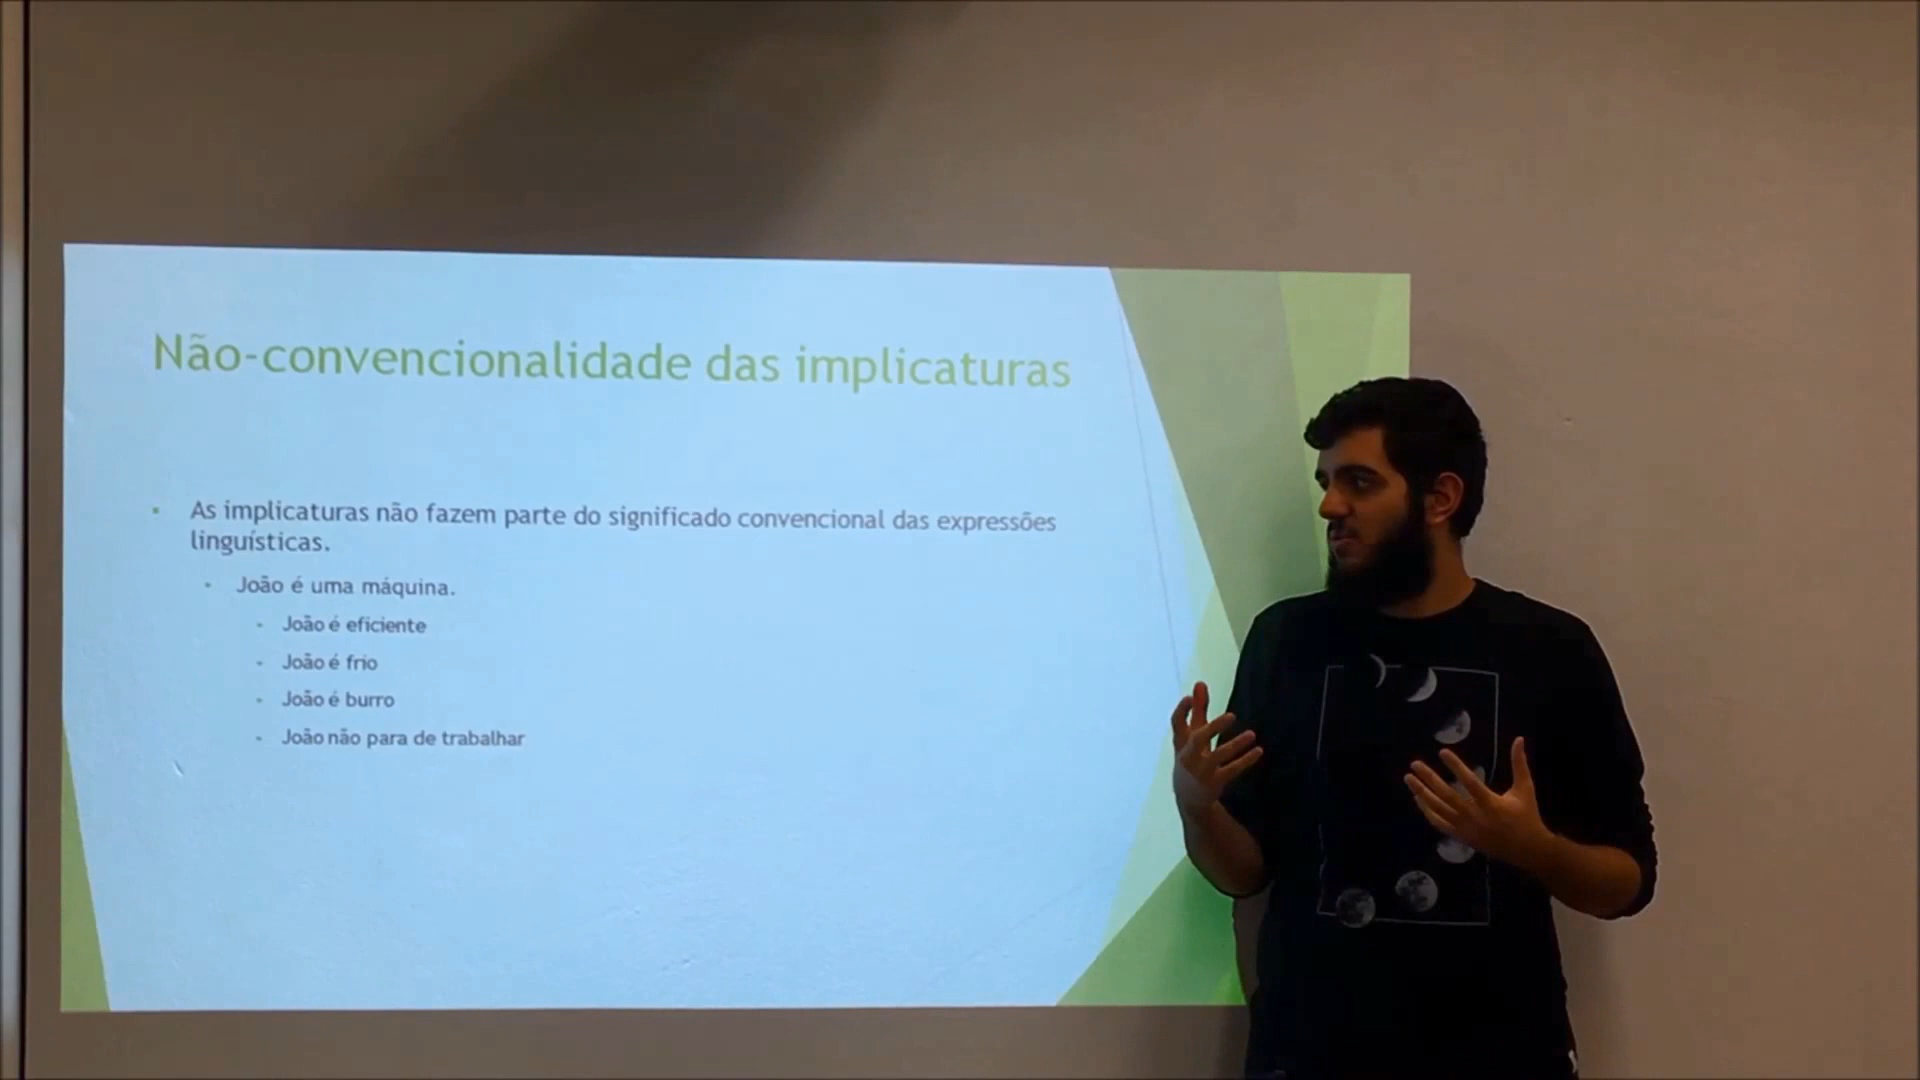 Não-convencionalidade das implicaturas
As implicaturas não fazem parte do significado convencional das expressões
linguísticas.
João é uma máquina.
João é eficiente
João é frio
João é burro
João não para de trabalhar